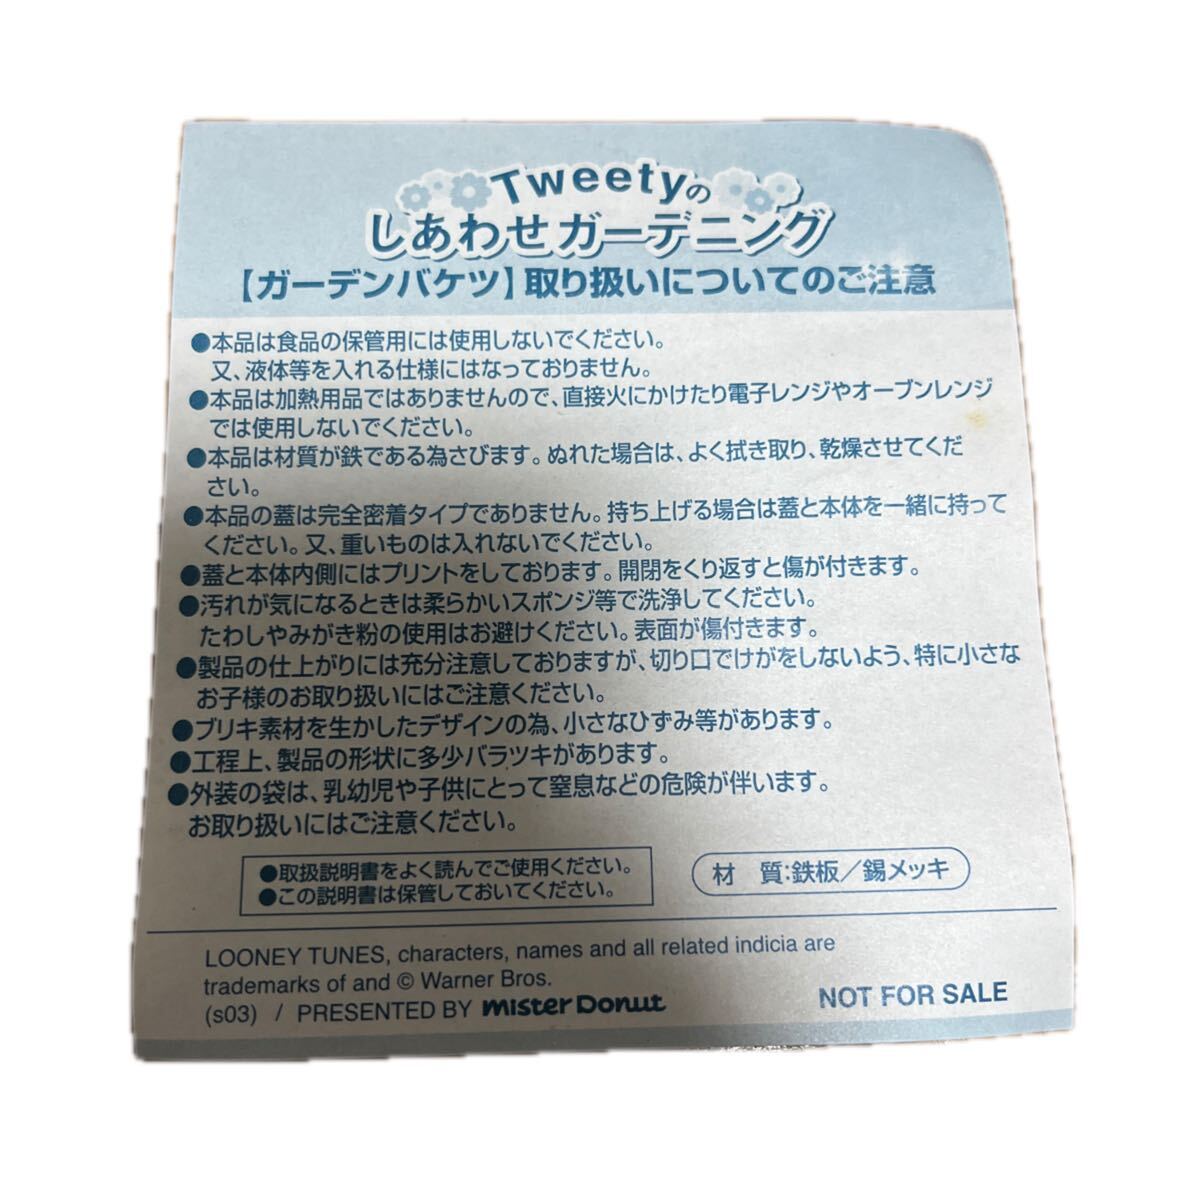 Tweetyの
しあわせガーデニング
【ガーデンバケツ】取り扱いについてのご注意
●本品は食品の保管用には使用しないでください。
又、液体等を入れる仕様にはなっておりません。
●本品は加熱用品ではありませんので、直接火にかけたり電子レンジやオーブンレンジ
では使用しないでください。
●本品は材質が鉄である為さびます。ぬれた場合は、よく拭き取り、乾燥させてくだ
さい。
●本品の蓋は完全密着タイプでありません。持ち上げる場合は蓋と本体を一緒に持って
ください。又、重いものは入れないでください。
●蓋と本体内側にはプリントをしております。開閉をくり返すと傷が付きます。
●汚れが気になるときは柔らかいスポンジ等で洗浄してください。
たわしやみがき粉の使用はお避けください。表面が傷付きます。
●製品の仕上がりには充分注意しておりますが、切り口でけがをしないよう、特に小さな
お子様のお取り扱いにはご注意ください。
●ブリキ素材を生かしたデザインの為、小さなひずみ等があります。
●工程上、製品の形状に多少バラツキがあります。
●外装の袋は、乳幼児や子供にとって窒息などの危険が伴います。
お取り扱いにはご注意ください。
●取扱説明書をよく読んでご使用ください。
●この説明書は保管しておいてください。
材　質：鉄板／錫メッキ
LOONEY TUNES, characters, names and all related indicia are
trademarks of and © Warner Bros.
(s03) / PRESENTED BY mister Donut
NOT FOR SALE